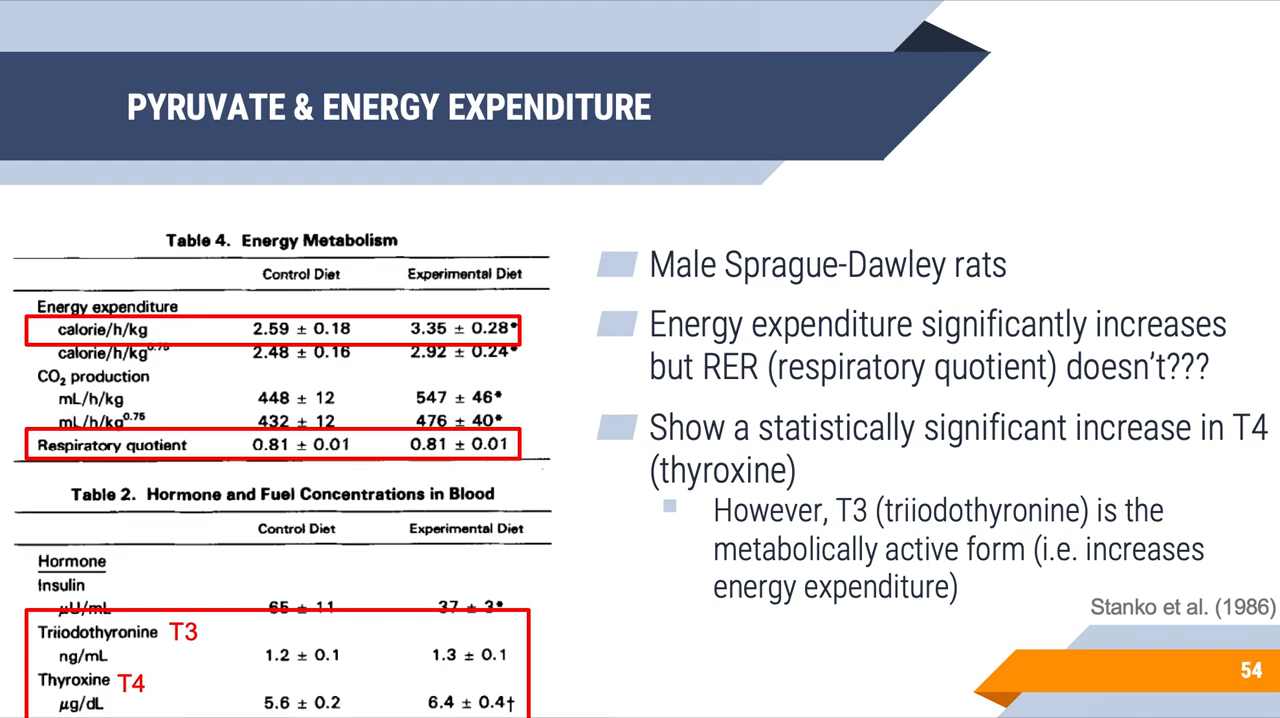 PYRUVATE & ENERGY EXPENDITURE
Table 4. Energy Metabolism
Control Diet Experimental Diet
Energy expenditure
calorie/h/kg 2.59 ± 0.18 3.35 ± 0.28*
calorie/h/kg^0.75 2.48 ± 0.16 2.92 ± 0.24*
CO₂ production
mL/h/kg 448 ± 12 547 ± 46*
mL/h/kg^0.75 432 ± 12 476 ± 40*
Respiratory quotient 0.81 ± 0.01 0.81 ± 0.01
Table 2. Hormone and Fuel Concentrations in Blood
Control Diet Experimental Diet
Hormone
Insulin
μU/mL 65 ± 11 37 ± 3*
Triiodothyronine T3
ng/mL 1.2 ± 0.1 1.3 ± 0.1
Thyroxine T4
μg/dL 5.6 ± 0.2 6.4 ± 0.4†
Male Sprague-Dawley rats
Energy expenditure significantly increases
but RER (respiratory quotient) doesn’t???
Show a statistically significant increase in T4
(thyroxine)
However, T3 (triiodothyronine) is the
metabolically active form (i.e. increases
energy expenditure)
Stanko et al. (1986)
54